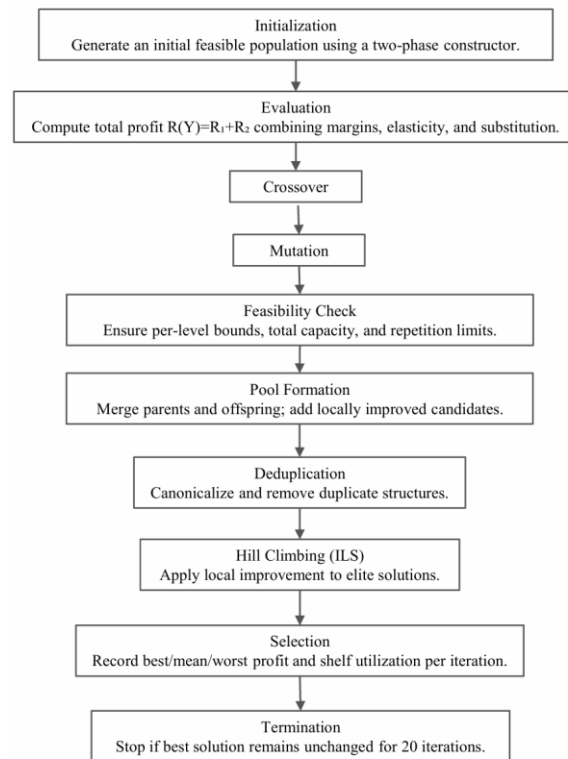 Initialization
Generate an initial feasible population using a two-phase constructor.
Evaluation
Compute total profit R(Y)=R₁+R₂ combining margins, elasticity, and substitution.
Crossover
Mutation
Feasibility Check
Ensure per-level bounds, total capacity, and repetition limits.
Pool Formation
Merge parents and offspring; add locally improved candidates.
Deduplication
Canonicalize and remove duplicate structures.
Hill Climbing (ILS)
Apply local improvement to elite solutions.
Selection
Record best/mean/worst profit and shelf utilization per iteration.
Termination
Stop if best solution remains unchanged for 20 iterations.